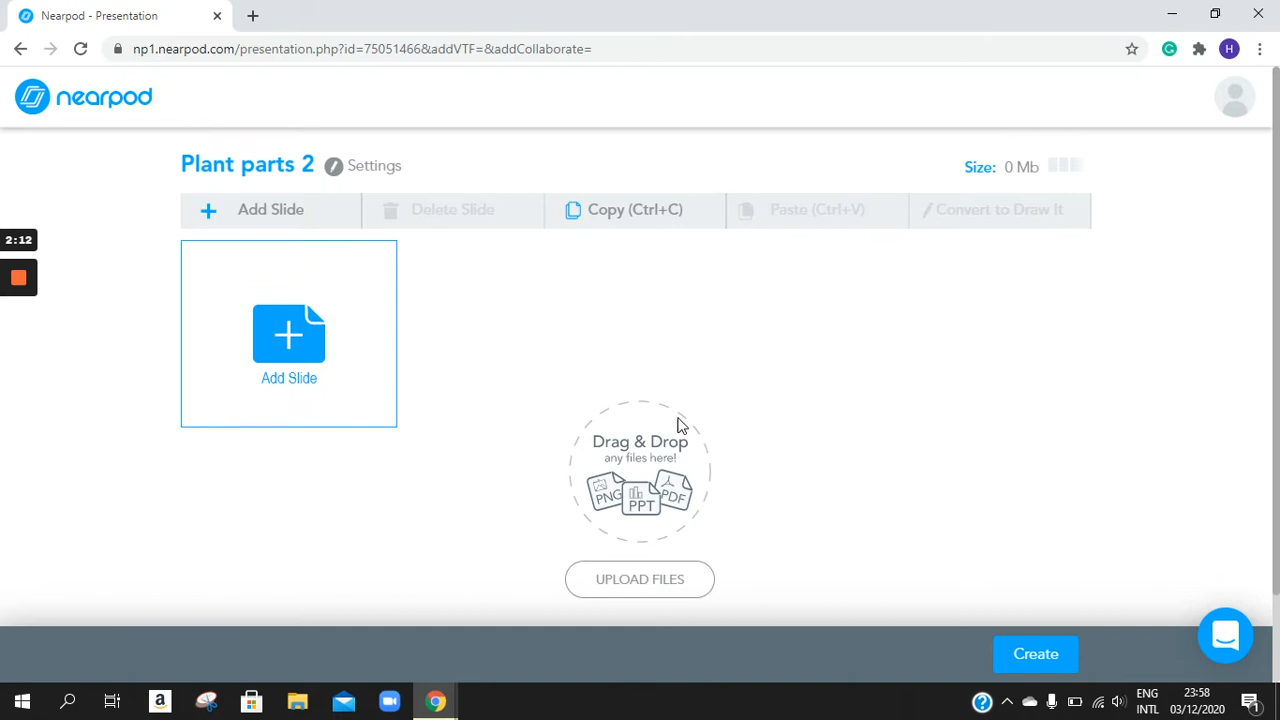 Nearpod - Presentation
np1.nearpod.com/presentation.php?id=75051466&addVTF=&addCollaborate=
H
nearpod
Plant parts 2 Settings
Size: 0 Mb
Add Slide Delete Slide Copy (Ctrl+C) Paste (Ctrl+V) Convert to Draw It
2:12
Add Slide
Drag & Drop
any files here!
PNG PPT PDF
UPLOAD FILES
Create
ENG 23:58
INTL 03/12/2020
1